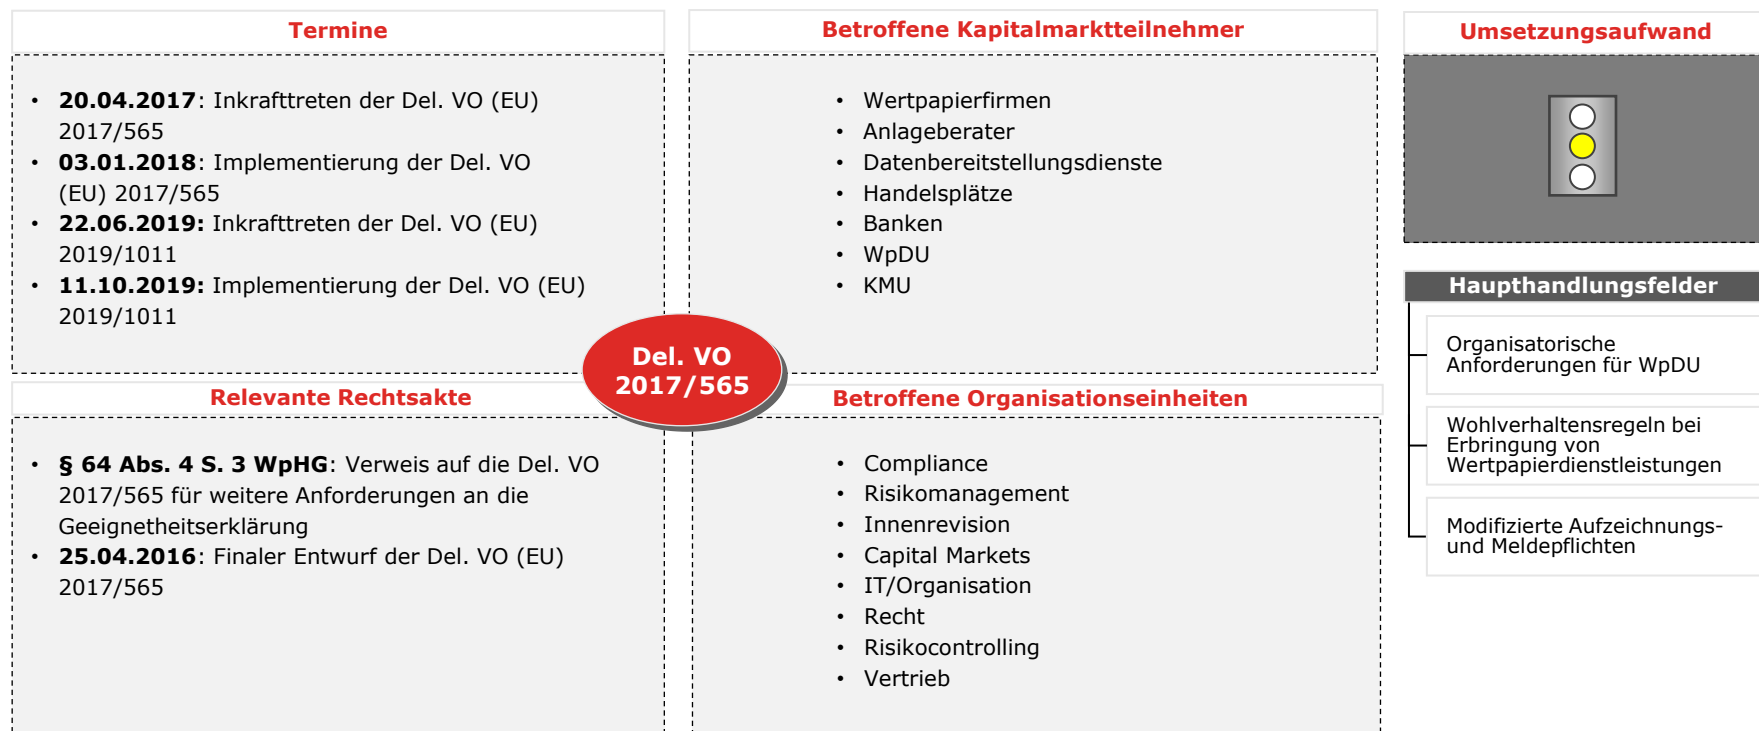 Termine
• 20.04.2017: Inkrafttreten der Del. VO (EU)
2017/565
• 03.01.2018: Implementierung der Del. VO
(EU) 2017/565
• 22.06.2019: Inkrafttreten der Del. VO (EU)
2019/1011
• 11.10.2019: Implementierung der Del. VO (EU)
2019/1011
Betroffene Kapitalmarktteilnehmer
• Wertpapierfirmen
• Anlageberater
• Datenbereitstellungsdienste
• Handelsplätze
• Banken
• WpDU
• KMU
Del. VO
2017/565
Relevante Rechtsakte
• § 64 Abs. 4 S. 3 WpHG: Verweis auf die Del. VO
2017/565 für weitere Anforderungen an die
Geeignetheitserklärung
• 25.04.2016: Finaler Entwurf der Del. VO (EU)
2017/565
Betroffene Organisationseinheiten
• Compliance
• Risikomanagement
• Innenrevision
• Capital Markets
• IT/Organisation
• Recht
• Risikocontrolling
• Vertrieb
Umsetzungsaufwand
Haupthandlungsfelder
Organisatorische
Anforderungen für WpDU
Wohlverhaltensregeln bei
Erbringung von
Wertpapierdienstleistungen
Modifizierte Aufzeichnungs-
und Meldepflichten